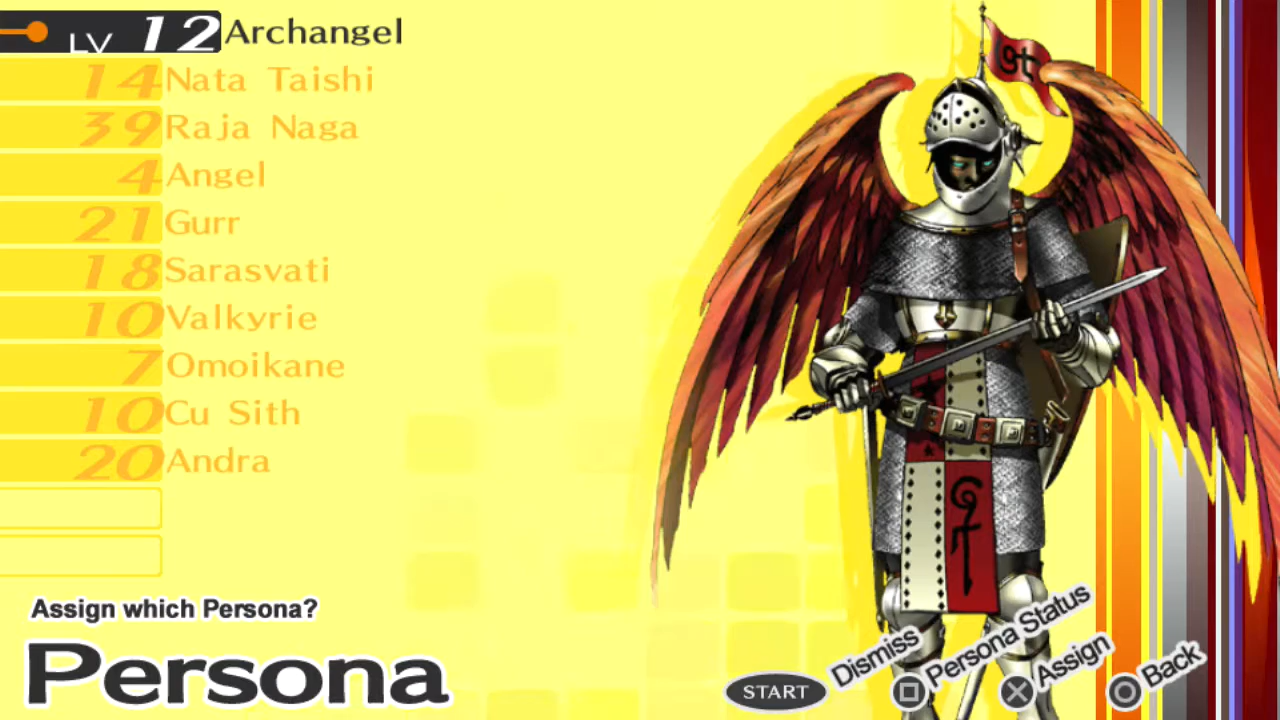 LV 12 Archangel
14 Nata Taishi
39 Raja Naga
4 Angel
21 Gurr
18 Sarasvati
10 Valkyrie
7 Omoikane
10 Cu Sith
20 Andra
Assign which Persona?
Persona
START Dismiss Persona Status Assign Back
gt